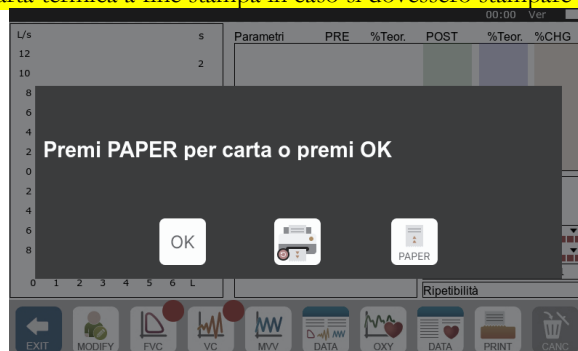 arta termica a fine stampa in caso si dovessero stampare
00:00 Ver
L/s s Parametri PRE %Teor. POST %Teor. %CHG
12
2
10
8
6
4
Premi PAPER per carta o premi OK
2
0
2
4
6
OK PAPER
8
0 1 2 3 4 5 6 L
Ripetibilità
EXIT MODIFY FVC VC MVV DATA OXY DATA PRINT CANC